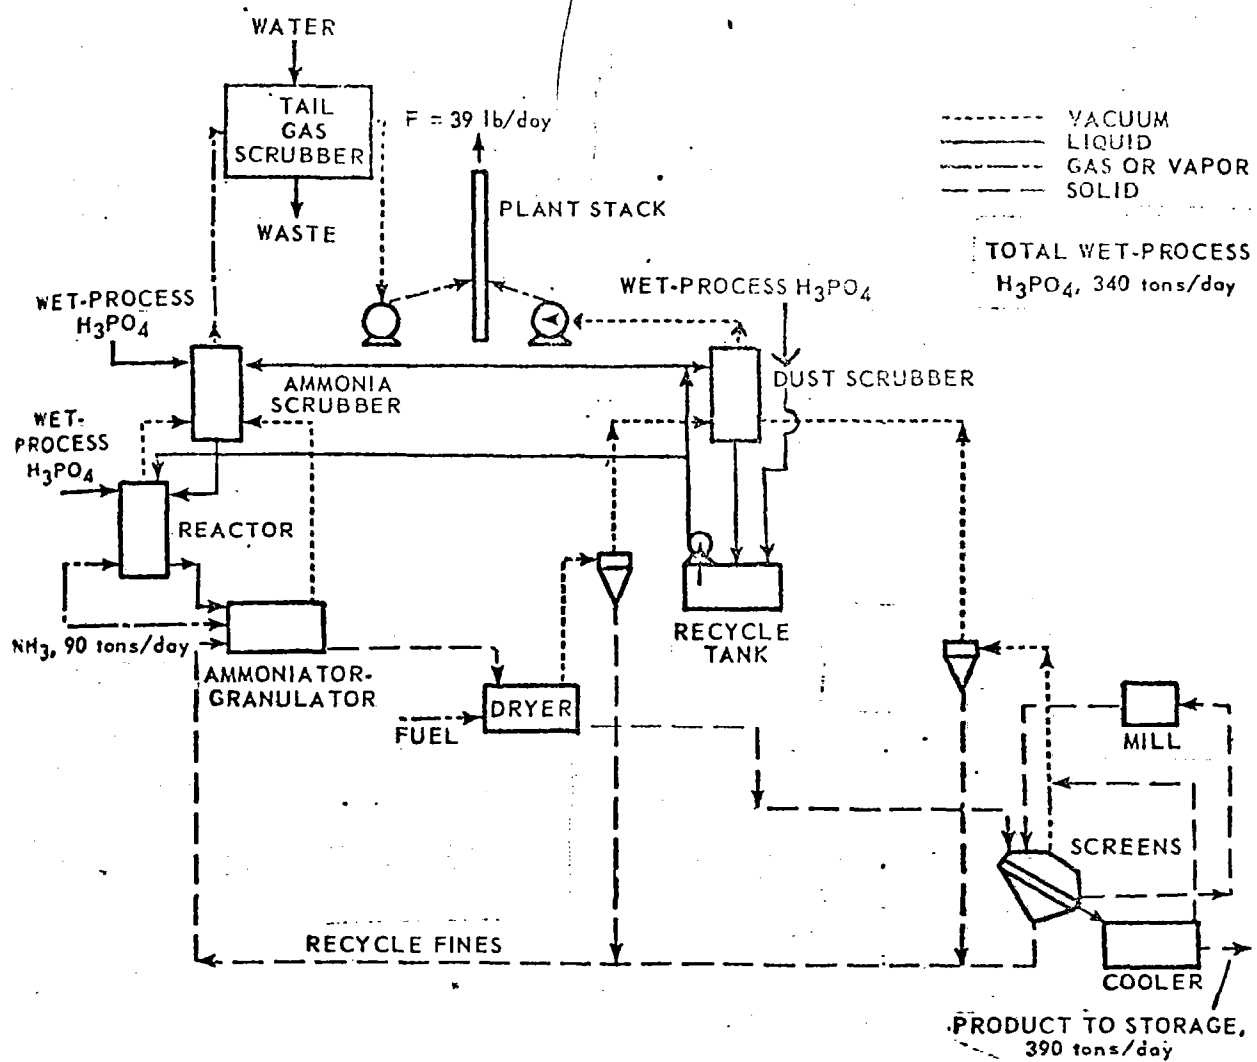 WATER
TAIL
GAS
SCRUBBER
F = 39 lb/day
VACUUM
LIQUID
GAS OR VAPOR
SOLID
PLANT STACK
WASTE
TOTAL WET-PROCESS
H₃PO₄, 340 tons/day
WET-PROCESS H₃PO₄
WET-PROCESS
H₃PO₄
AMMONIA
SCRUBBER
DUST SCRUBBER
WET-
PROCESS
H₃PO₄
REACTOR
RECYCLE
TANK
NH₃, 90 tons/day
AMMONIATOR-
GRANULATOR
DRYER
FUEL
MILL
SCREENS
RECYCLE FINES
COOLER
PRODUCT TO STORAGE,
390 tons/day